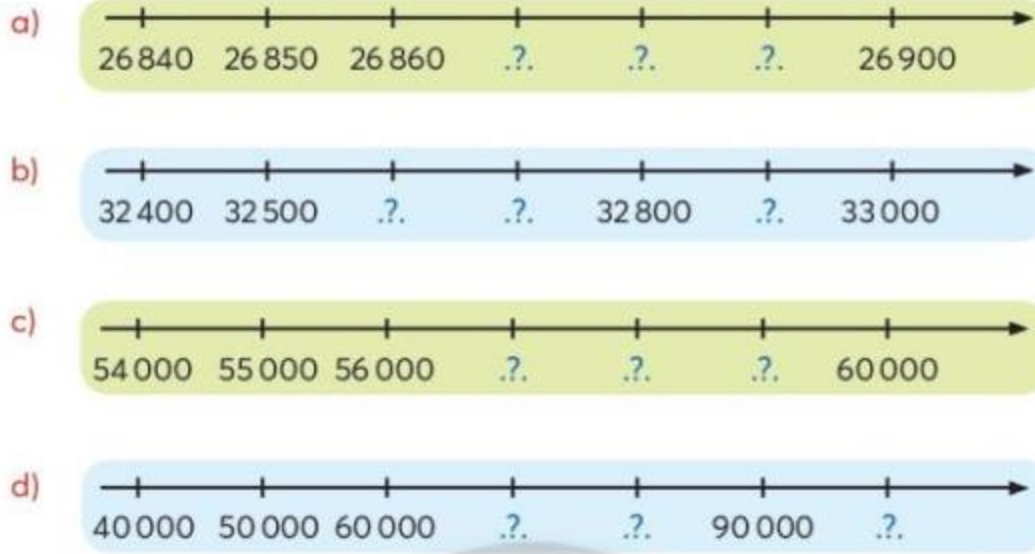 a)
26 840 26 850 26 860 .?. .?. .?. 26 900
b)
32 400 32 500 .?. .?. 32 800 .?. 33 000
c)
54 000 55 000 56 000 .?. .?. .?. 60 000
d)
40 000 50 000 60 000 .?. .?. 90 000 .?.